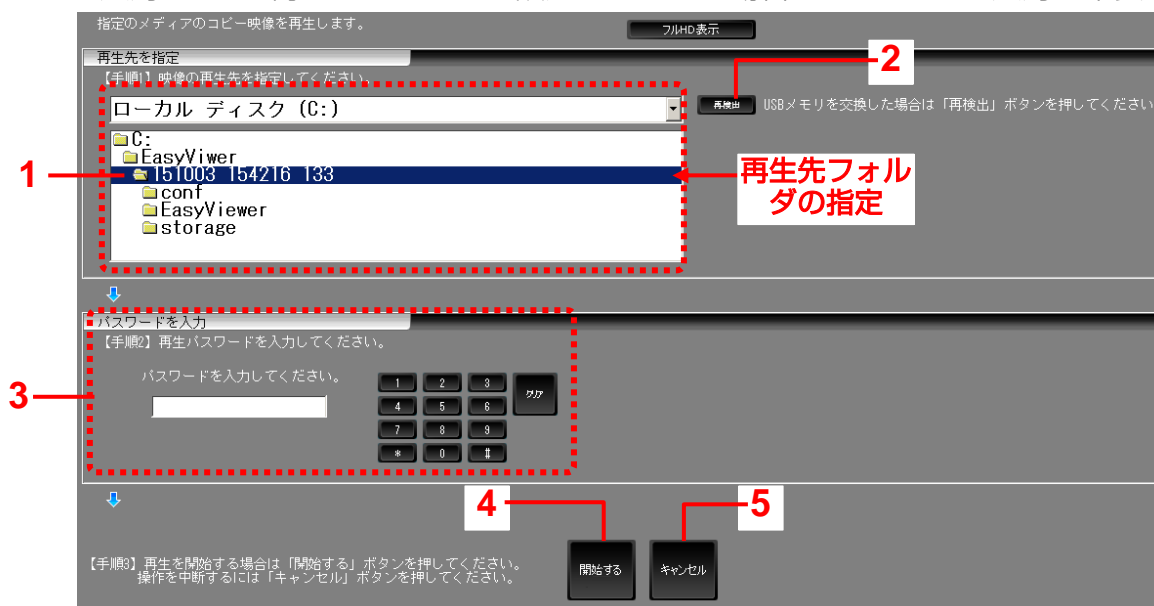 指定のメディアのコピー映像を再生します。
フルHD表示
再生先を指定
【手順1】映像の再生先を指定してください。
2
ローカル ディスク (C:)
再検出
USBメモリを交換した場合は「再検出」ボタンを押してください
C:
EasyViwer
1
151003 154216 133
再生先フォル
ダの指定
conf
EasyViewer
storage
パスワードを入力
【手順2】再生パスワードを入力してください。
パスワードを入力してください。
3
1 2 3 クリア
4 5 6
7 8 9
* 0 #
4
5
【手順3】再生を開始する場合は「開始する」ボタンを押してください。
操作を中断するには「キャンセル」ボタンを押してください。
開始する
キャンセル